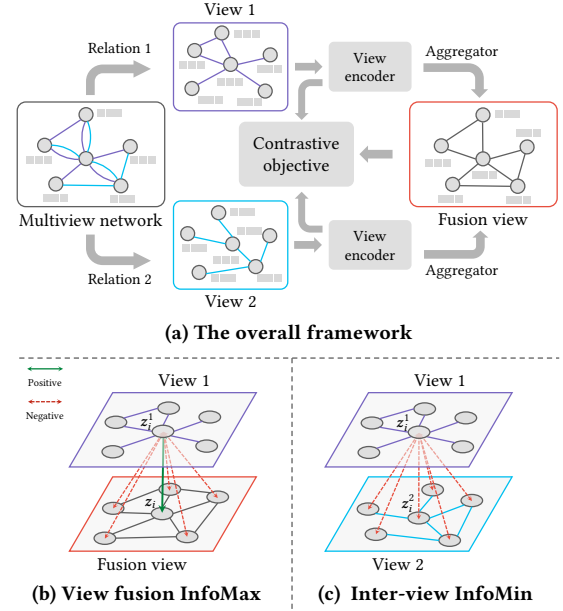 View 1
Relation 1
View
encoder
Aggregator
Contrastive
objective
Multiview network
Fusion view
Relation 2
View
encoder
Aggregator
View 2
(a) The overall framework
Positive
Negative
View 1
z_i^1
z_i
Fusion view
(b) View fusion InfoMax
View 1
z_i^1
z_i^2
View 2
(c) Inter-view InfoMin